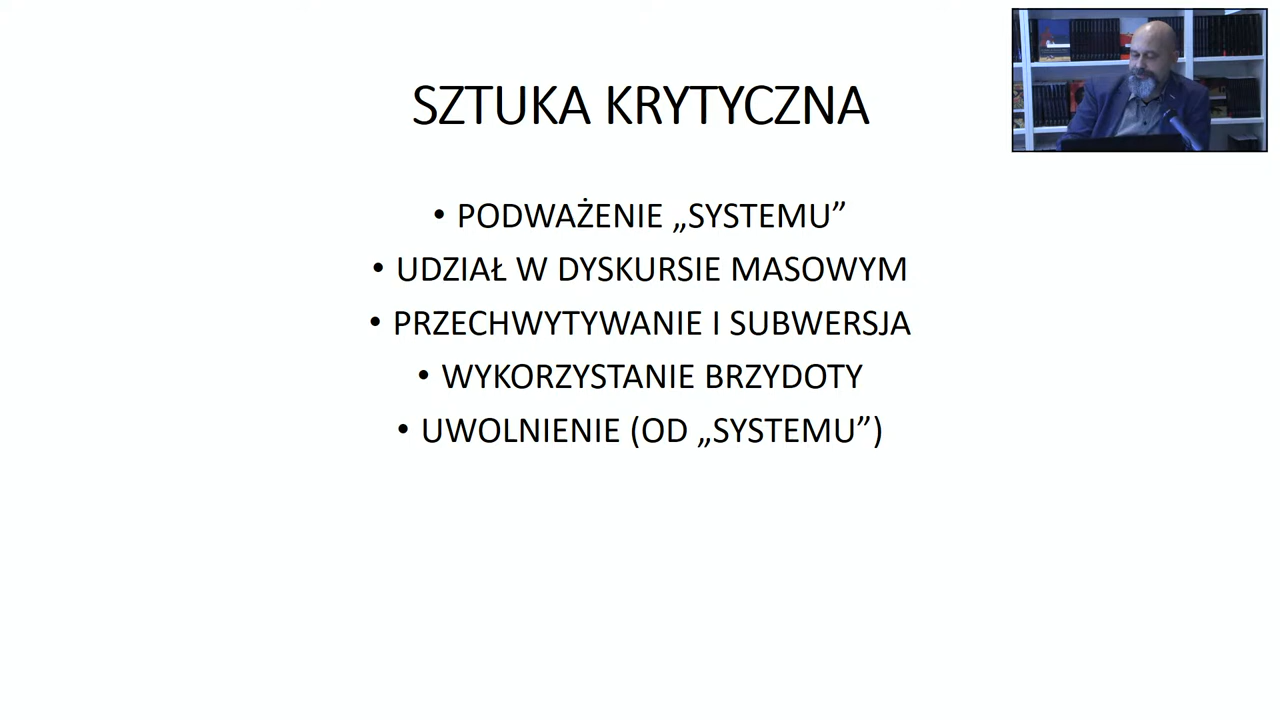 SZTUKA KRYTYCZNA
• PODWAŻENIE „SYSTEMU”
• UDZIAŁ W DYSKURSIE MASOWYM
• PRZECHWYTYWANIE I SUBWERSJA
• WYKORZYSTANIE BRZYDOTY
• UWOLNIENIE (OD „SYSTEMU”)